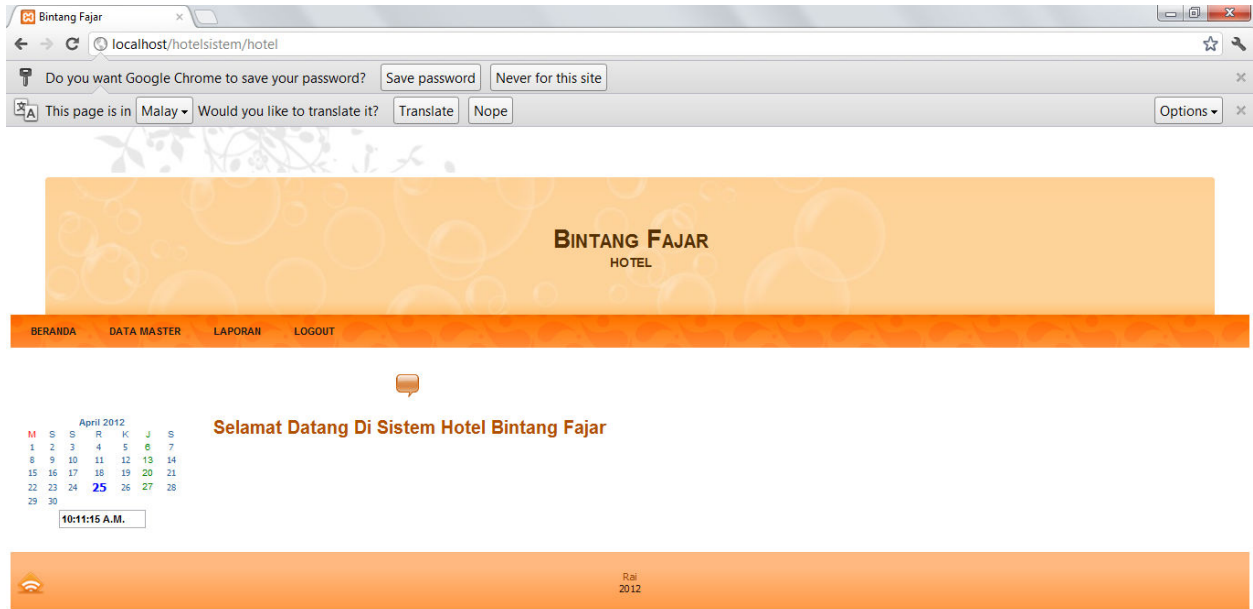 Bintang Fajar
localhost/hotelsistem/hotel
Do you want Google Chrome to save your password? Save password Never for this site
This page is in Malay Would you like to translate it? Translate Nope Options
BINTANG FAJAR
HOTEL
BERANDA DATA MASTER LAPORAN LOGOUT
April 2012
M S S R K J S
1 2 3 4 5 6 7
8 9 10 11 12 13 14
15 16 17 18 19 20 21
22 23 24 25 26 27 28
29 30
10:11:15 A.M.
Selamat Datang Di Sistem Hotel Bintang Fajar
Rai
2012